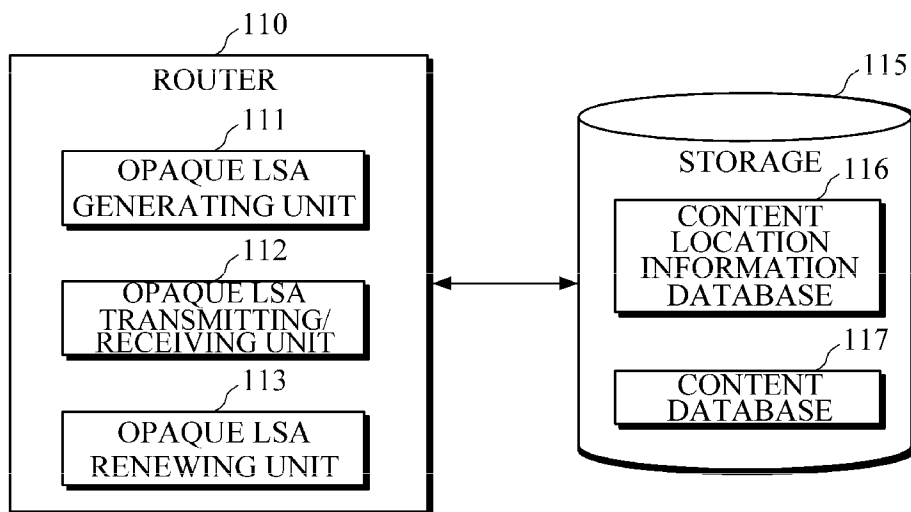 110
ROUTER
111
OPAQUE LSA
GENERATING UNIT
112
OPAQUE LSA
TRANSMITTING/
RECEIVING UNIT
113
OPAQUE LSA
RENEWING UNIT
115
STORAGE
116
CONTENT
LOCATION
INFORMATION
DATABASE
117
CONTENT
DATABASE